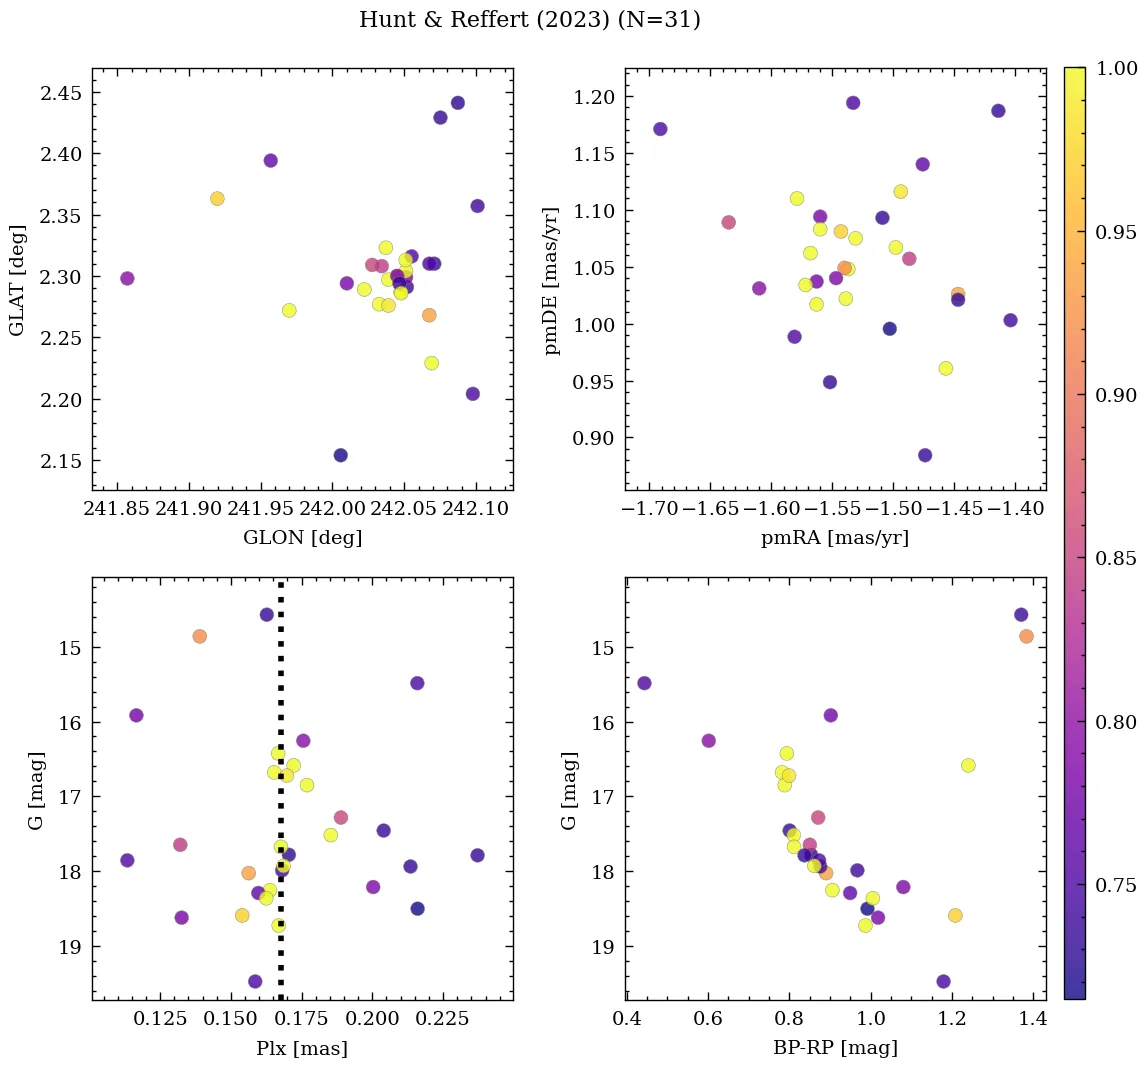 Hunt & Reffert (2023) (N=31)
2.45
2.40
2.35
2.30
2.25
2.20
2.15
GLAT [deg]
241.85 241.90 241.95 242.00 242.05 242.10
GLON [deg]
1.20
1.15
1.10
1.05
1.00
0.95
0.90
pmDE [mas/yr]
−1.70 −1.65 −1.60 −1.55 −1.50 −1.45 −1.40
pmRA [mas/yr]
1.00
0.95
0.90
0.85
0.80
0.75
15
16
17
18
19
G [mag]
0.125 0.150 0.175 0.200 0.225
Plx [mas]
15
16
17
18
19
G [mag]
0.4 0.6 0.8 1.0 1.2 1.4
BP-RP [mag]